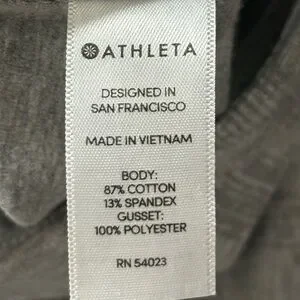 ATHLETA
DESIGNED IN
SAN FRANCISCO
MADE IN VIETNAM
BODY:
87% COTTON
13% SPANDEX
GUSSET:
100% POLYESTER
RN 54023